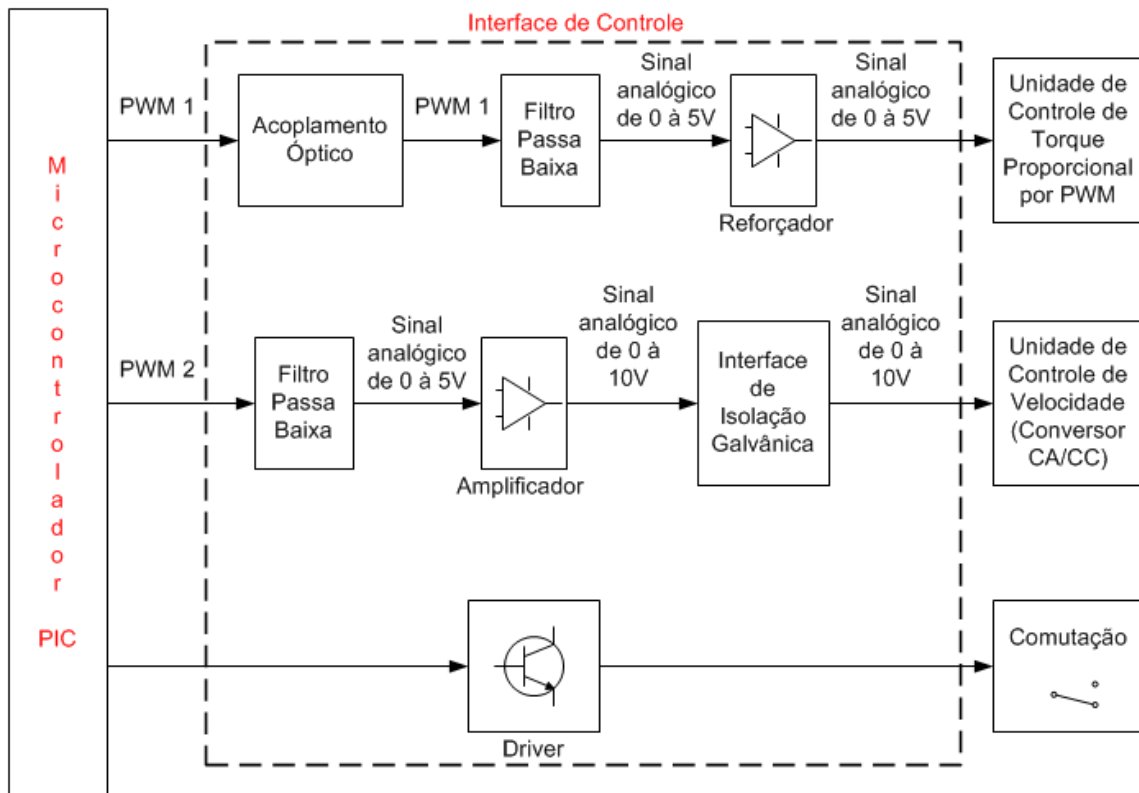 Interface de Controle
Microcontrolador
PIC
PWM 1
Acoplamento
Óptico
PWM 1
Filtro
Passa
Baixa
Sinal
analógico
de 0 à 5V
Reforçador
Sinal
analógico
de 0 à 5V
Unidade de
Controle de
Torque
Proporcional
por PWM
PWM 2
Filtro
Passa
Baixa
Sinal
analógico
de 0 à 5V
Amplificador
Sinal
analógico
de 0 à
10V
Interface
de
Isolação
Galvânica
Sinal
analógico
de 0 à
10V
Unidade de
Controle de
Velocidade
(Conversor
CA/CC)
Driver
Comutação